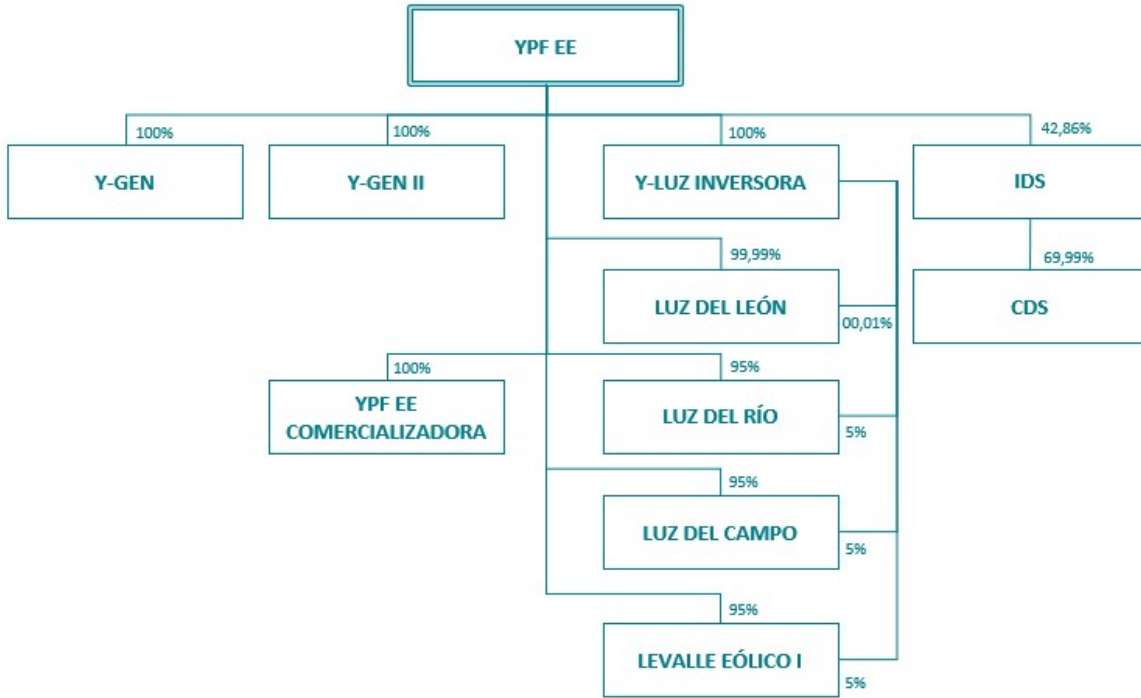 YPF EE
100%
100%
100%
42,86%
Y-GEN
Y-GEN II
Y-LUZ INVERSORA
IDS
99,99%
69,99%
LUZ DEL LEÓN
00,01%
CDS
100%
95%
YPF EE
COMERCIALIZADORA
LUZ DEL RÍO
5%
95%
LUZ DEL CAMPO
5%
95%
LEVALLE EÓLICO I
5%